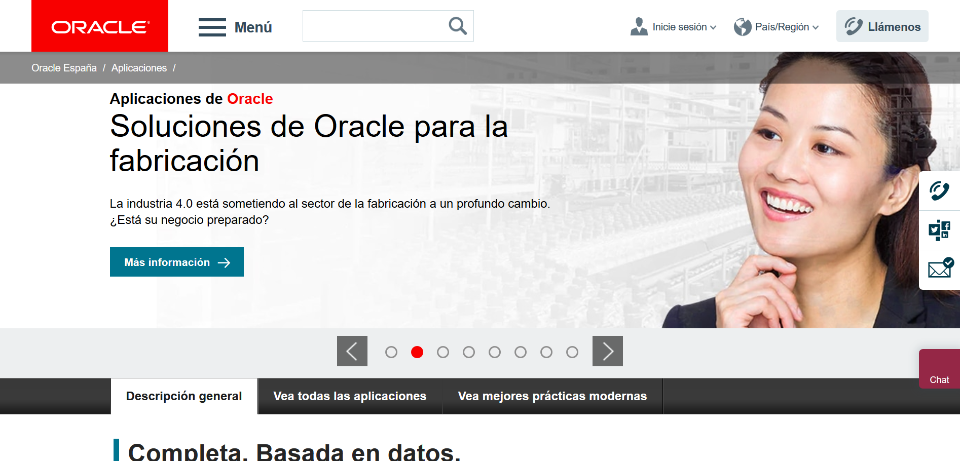 ORACLE
Menú
Inicie sesión
País/Región
Llámenos
Oracle España / Aplicaciones /
Aplicaciones de Oracle
Soluciones de Oracle para la
fabricación
La industria 4.0 está sometiendo al sector de la fabricación a un profundo cambio.
¿Está su negocio preparado?
Más información
Chat
Descripción general
Vea todas las aplicaciones
Vea mejores prácticas modernas
Completa. Basada en datos.